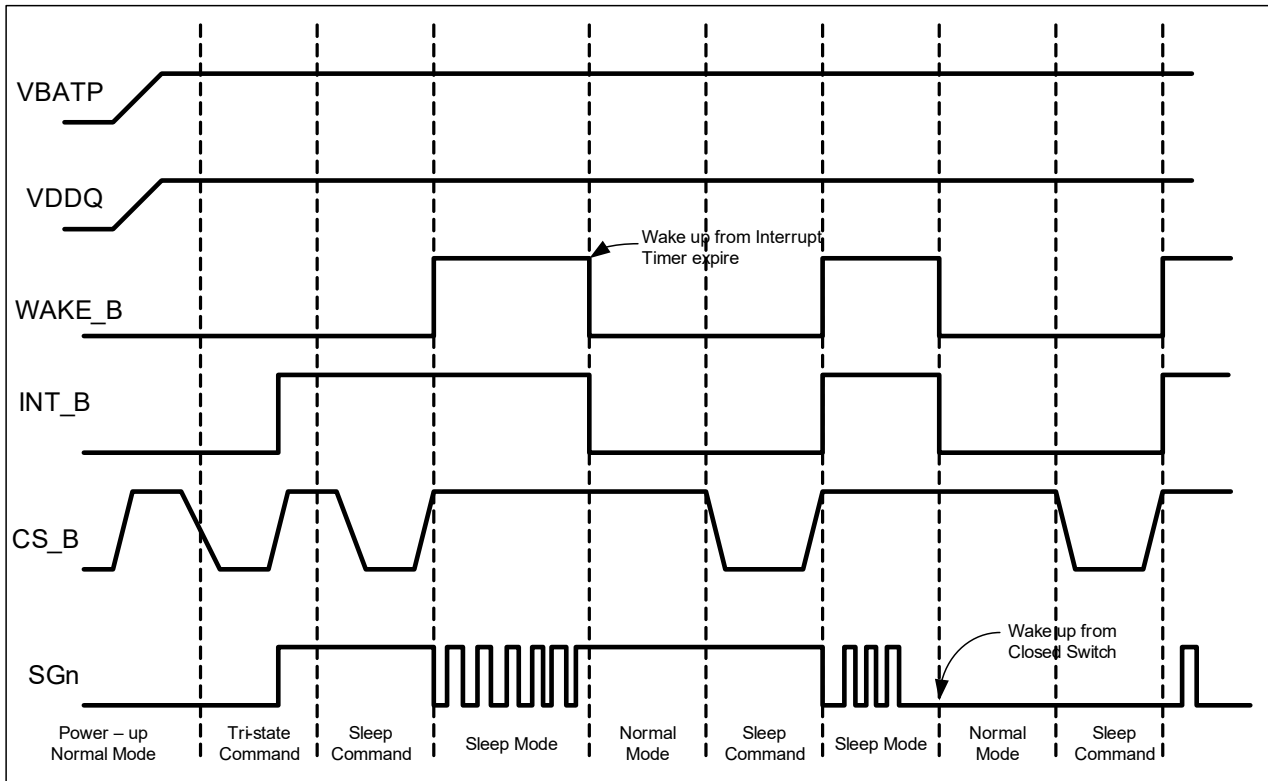 VBATP
VDDQ
Wake up from Interrupt
Timer expire
WAKE_B
INT_B
CS_B
Wake up from
Closed Switch
SGn
Power – up
Normal Mode
Tri-state
Command
Sleep
Command
Sleep Mode
Normal
Mode
Sleep
Command
Sleep Mode
Normal
Mode
Sleep
Command